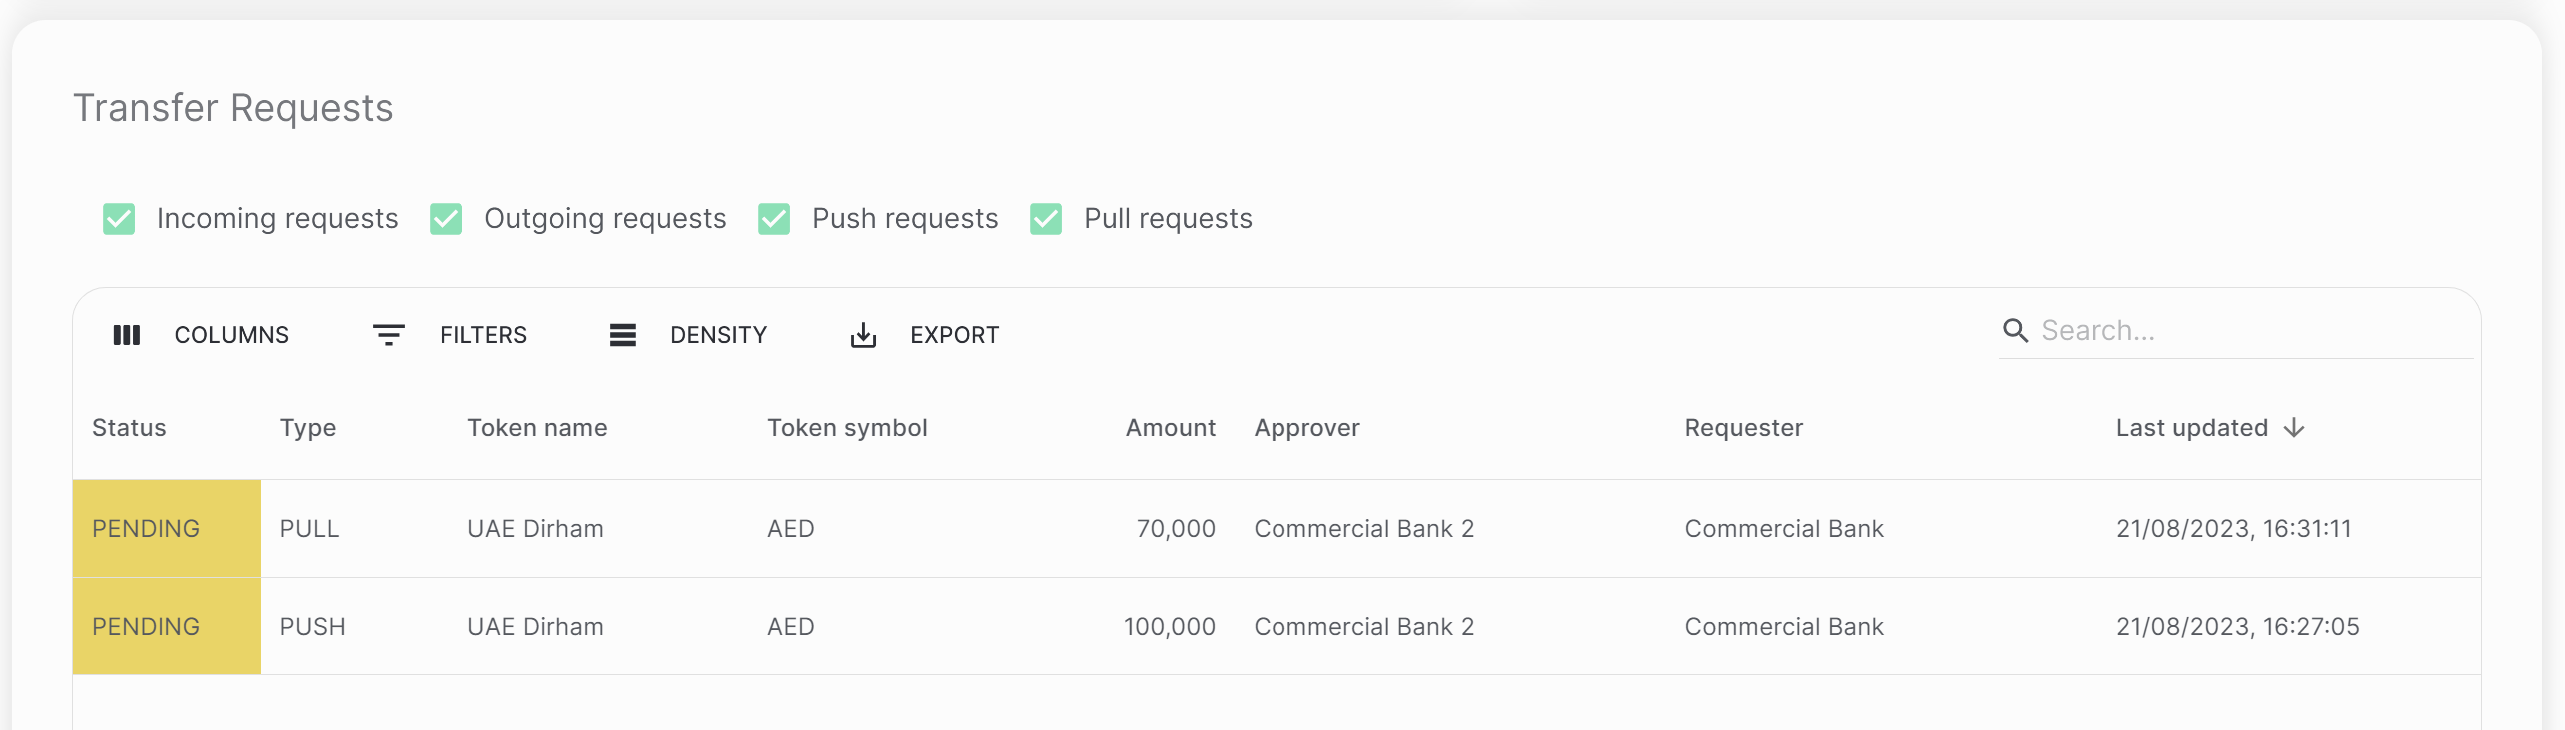 Transfer Requests
Incoming requests Outgoing requests Push requests Pull requests
COLUMNS FILTERS DENSITY EXPORT Search...
Status Type Token name Token symbol Amount Approver Requester Last updated
PENDING PULL UAE Dirham AED 70,000 Commercial Bank 2 Commercial Bank 21/08/2023, 16:31:11
PENDING PUSH UAE Dirham AED 100,000 Commercial Bank 2 Commercial Bank 21/08/2023, 16:27:05